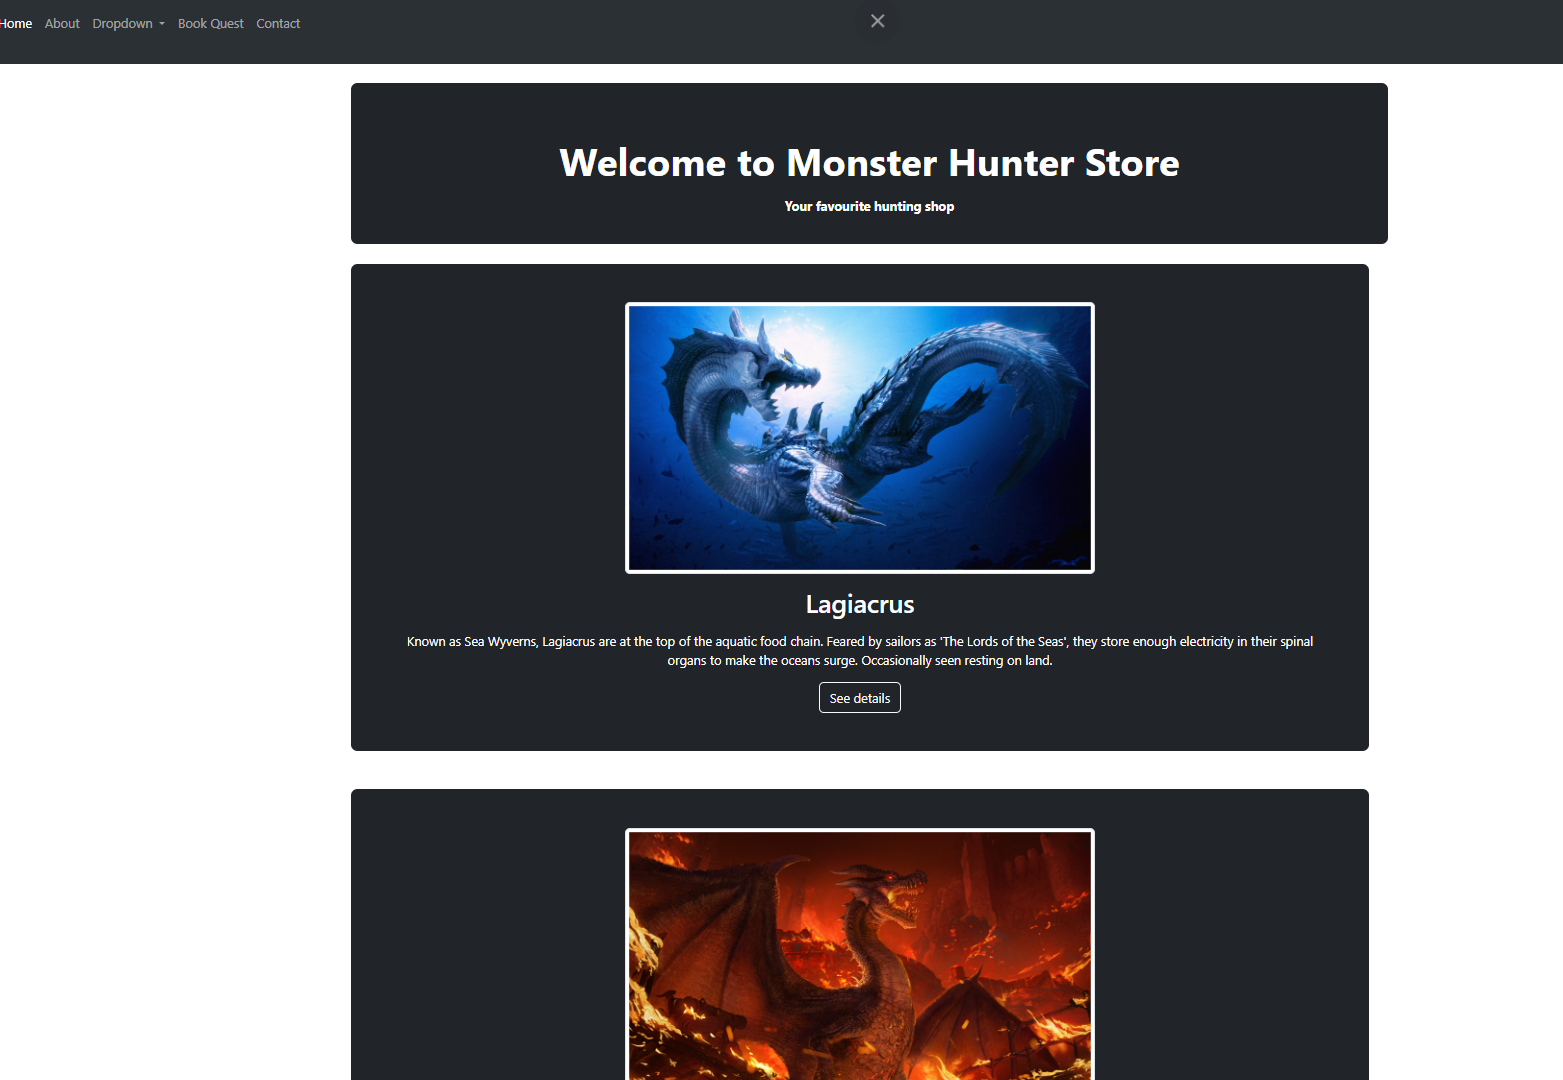 Home About Dropdown Book Quest Contact
Welcome to Monster Hunter Store
Your favourite hunting shop
Lagiacrus
Known as Sea Wyverns, Lagiacrus are at the top of the aquatic food chain. Feared by sailors as 'The Lords of the Seas', they store enough electricity in their spinal
organs to make the oceans surge. Occasionally seen resting on land.
See details